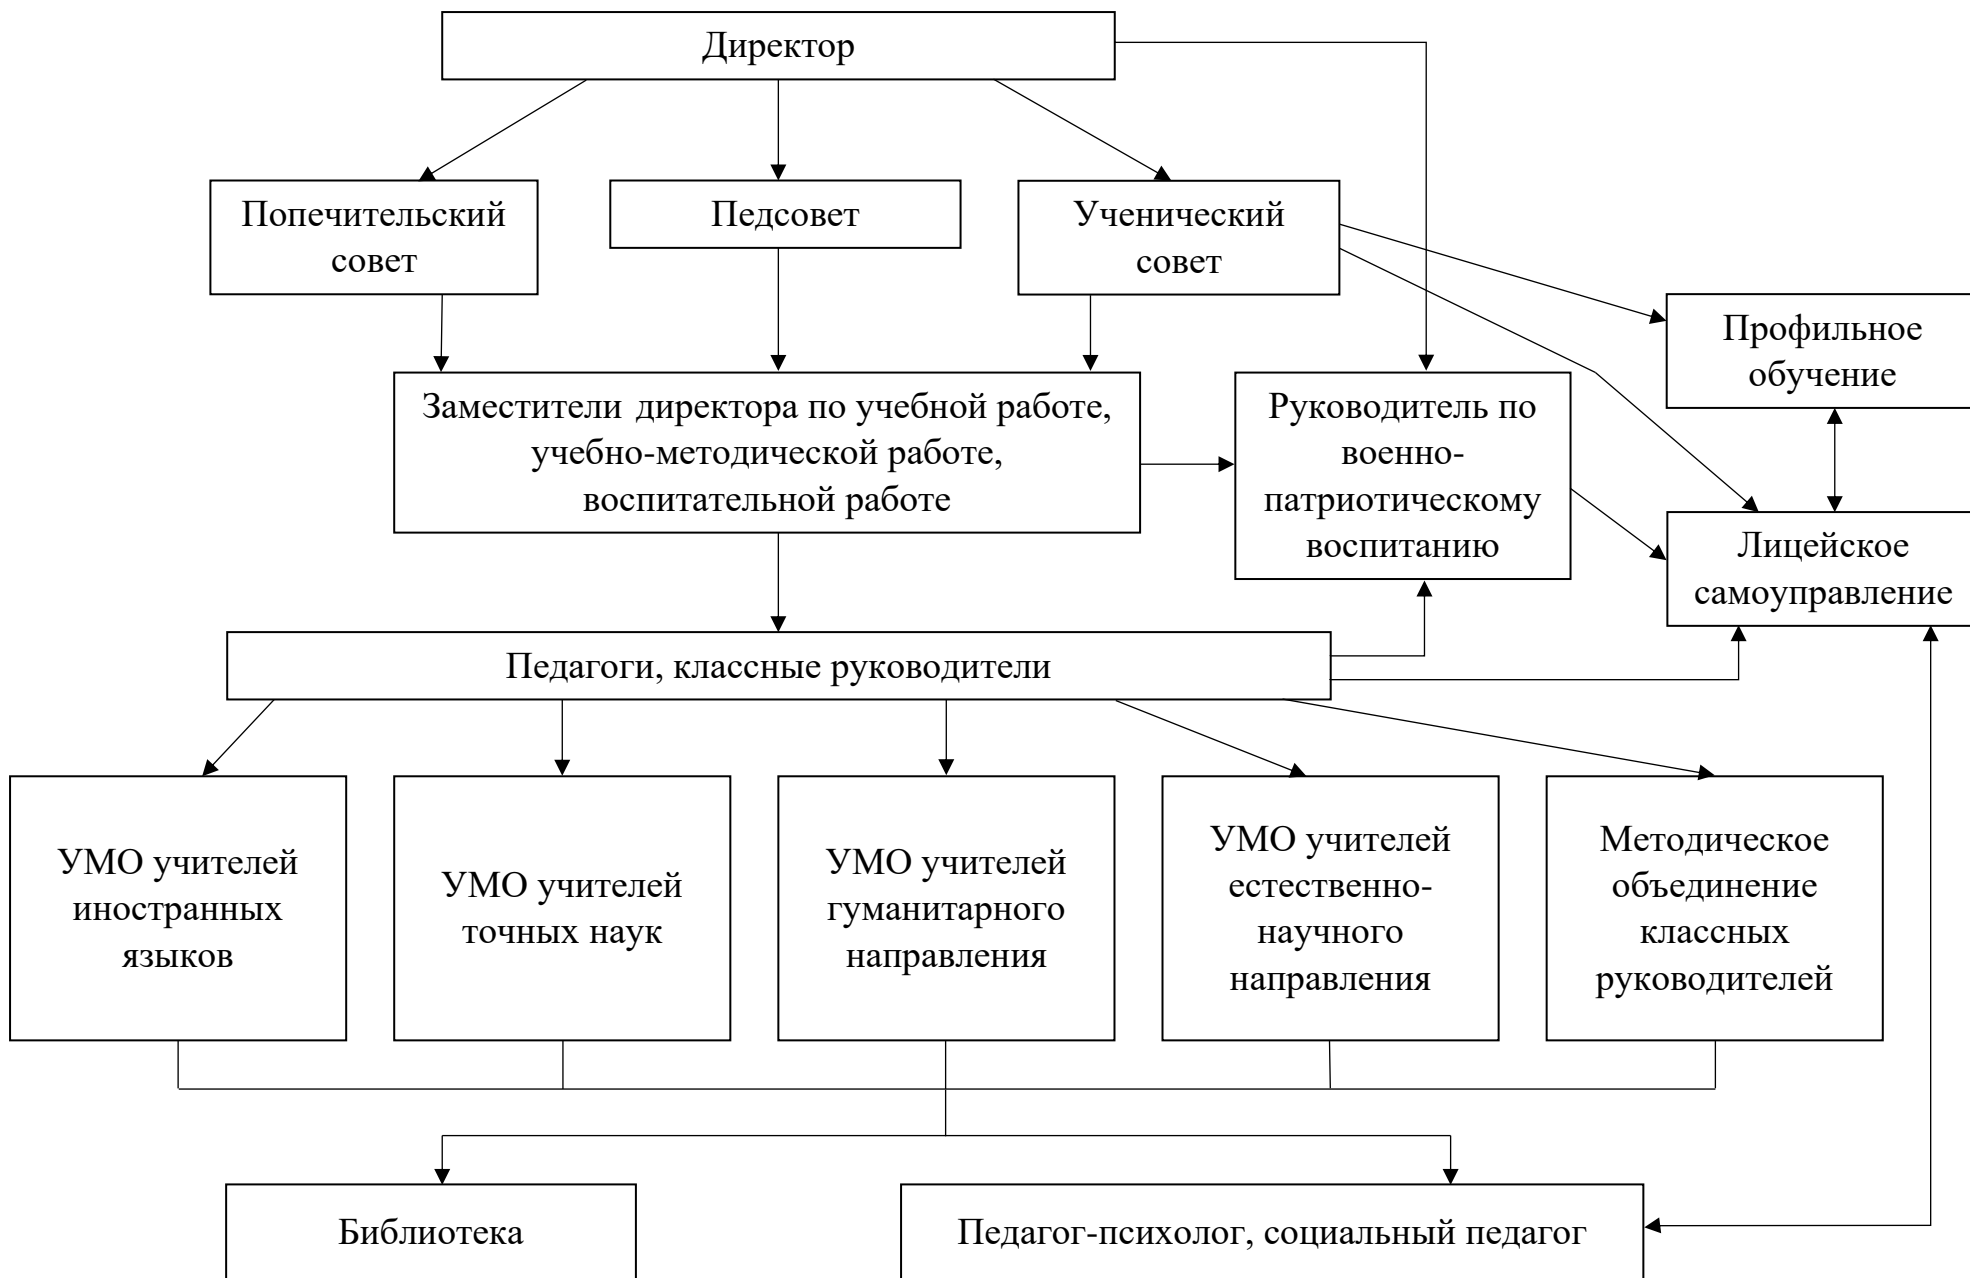 Директор
Попечительский
совет
Педсовет
Ученический
совет
Профильное
обучение
Заместители директора по учебной работе,
учебно-методической работе,
воспитательной работе
Руководитель по
военно-
патриотическому
воспитанию
Лицейское
самоуправление
Педагоги, классные руководители
УМО учителей
иностранных
языков
УМО учителей
точных наук
УМО учителей
гуманитарного
направления
УМО учителей
естественно-
научного
направления
Методическое
объединение
классных
руководителей
Библиотека
Педагог-психолог, социальный педагог